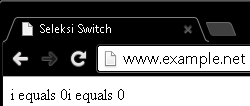 Seleksi Switch
www.example.net
i equals 0i equals 0